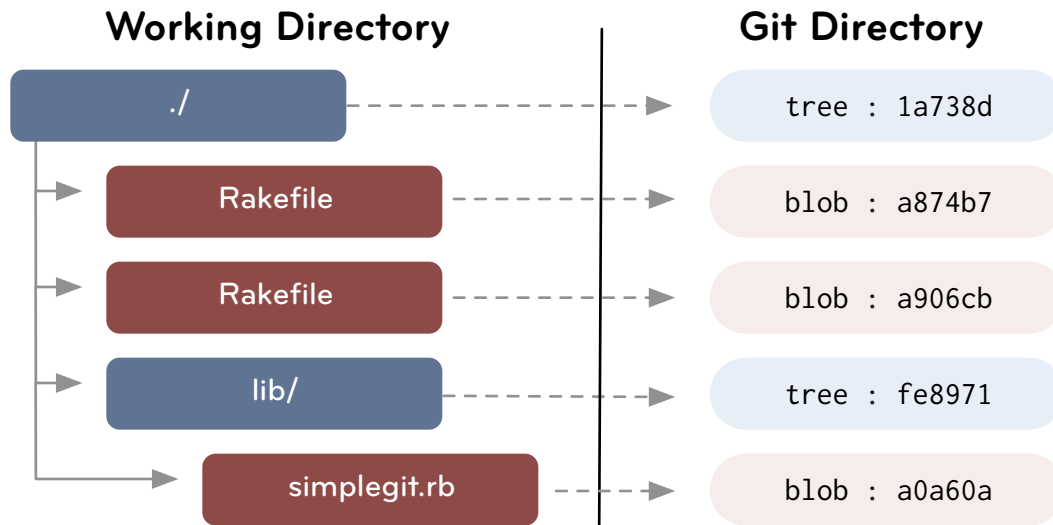 Working Directory
Git Directory
./
tree : 1a738d
Rakefile
blob : a874b7
Rakefile
blob : a906cb
lib/
tree : fe8971
simplegit.rb
blob : a0a60a